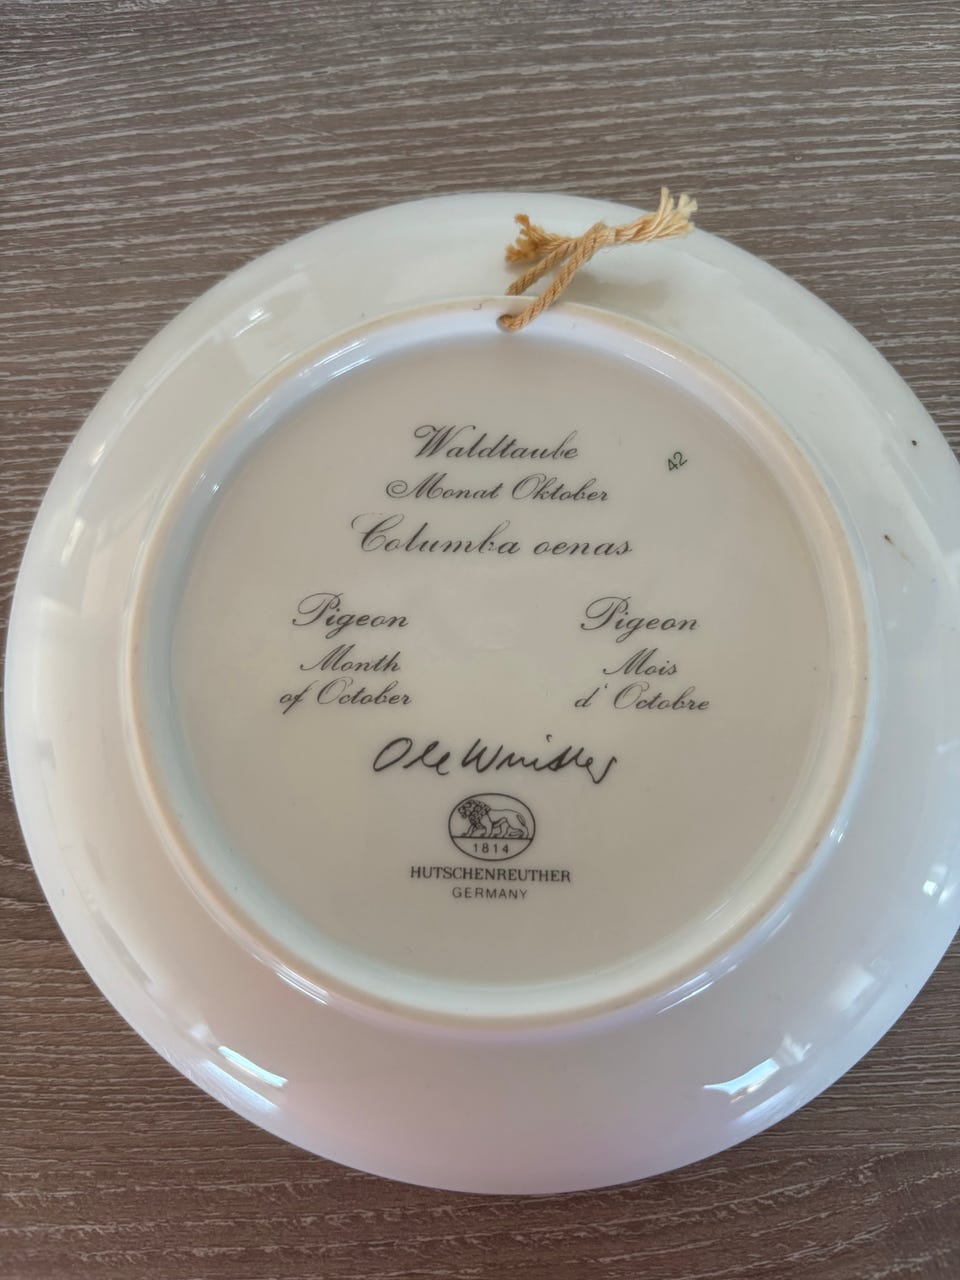 Waldtaube
42
Monat Oktober
Columba oenas
Pigeon
Month
of October
Pigeon
Mois
d' Octobre
Ole Winther
1814
HUTSCHENREUTHER
GERMANY